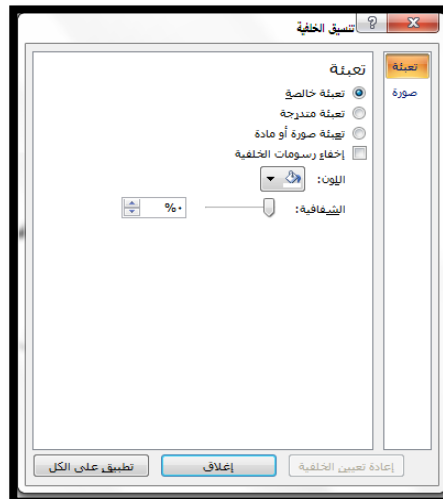 تنسيق الخلفية
تعبئة
صورة
تعبئة
تعبئة خالصة
تعبئة متدرجة
تعبئة صورة أو مادة
إخفاء رسومات الخلفية
اللون:
الشفافية: ٠%
إعادة تعيين الخلفية إغلاق تطبيق على الكل